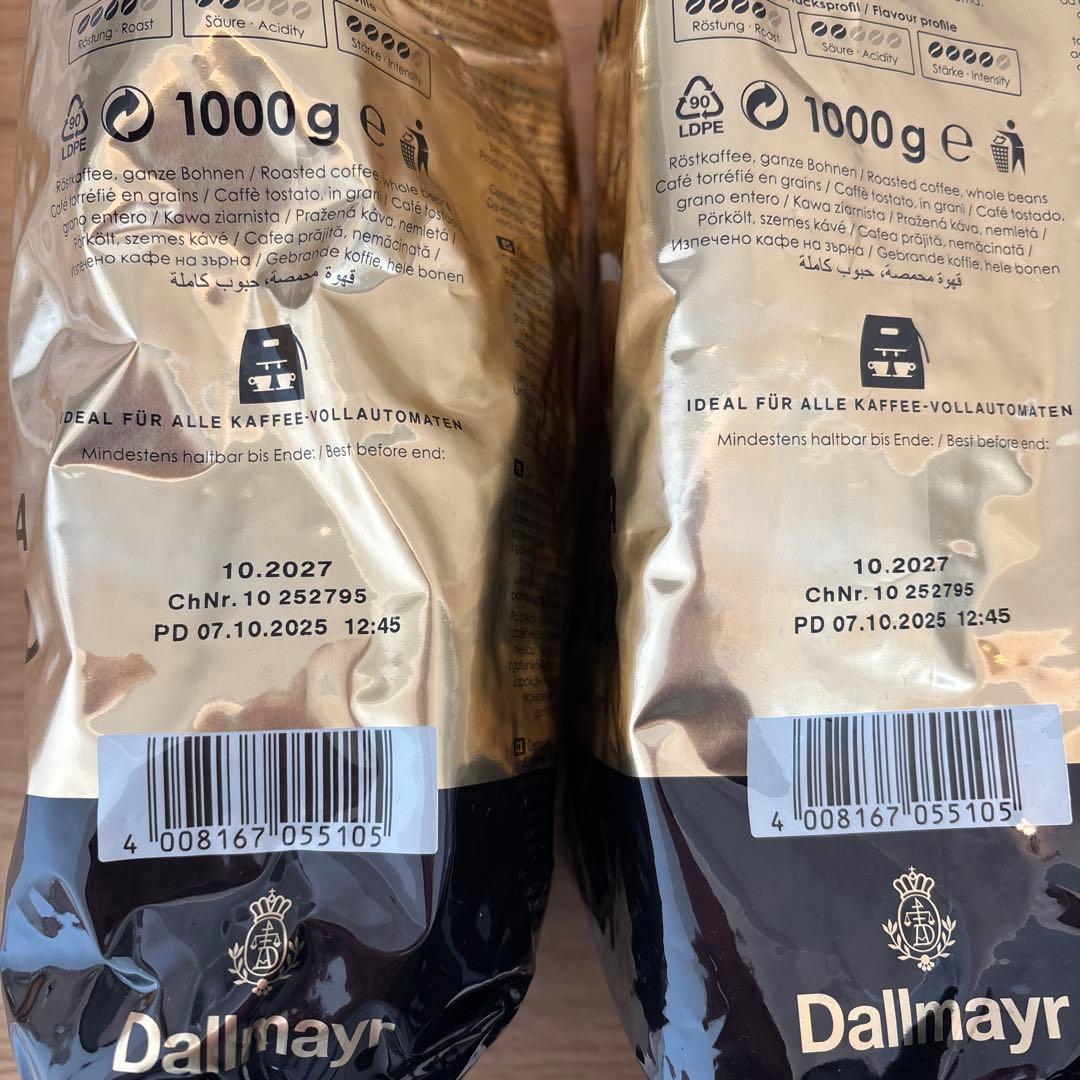 Röstung · Roast
Säure · Acidity
Stärke · Intensity
90
LDPE
1000 g e
Röstkaffee, ganze Bohnen / Roasted coffee, whole beans
Café torréfié en grains / Caffè tostato, in grani / Café tostado,
grano entero / Kawa ziarnista / Pražená káva, nemletá /
Pörkölt, szemes kávé / Cafea prăjită, nemăcinată /
Изпечено кафе на зърна / Gebrande koffie, hele bonen
قهوة محمصة، حبوب كاملة
IDEAL FÜR ALLE KAFFEE-VOLLAUTOMATEN
Mindestens haltbar bis Ende: / Best before end:
10.2027
ChNr. 10 252795
PD 07.10.2025 12:45
4 008167 055105
Dallmayr
/ Flavour profile
Röstung · Roast
Säure · Acidity
Stärke · Intensity
90
LDPE
1000 g e
Röstkaffee, ganze Bohnen / Roasted coffee, whole beans
Café torréfié en grains / Caffè tostato, in grani / Café tostado,
grano entero / Kawa ziarnista / Pražená káva, nemletá /
Pörkölt, szemes kávé / Cafea prăjită, nemăcinată /
Изпечено кафе на зърна / Gebrande koffie, hele bonen
قهوة محمصة، حبوب كاملة
IDEAL FÜR ALLE KAFFEE-VOLLAUTOMATEN
Mindestens haltbar bis Ende: / Best before end:
10.2027
ChNr. 10 252795
PD 07.10.2025 12:45
4 008167 055105
Dallmayr